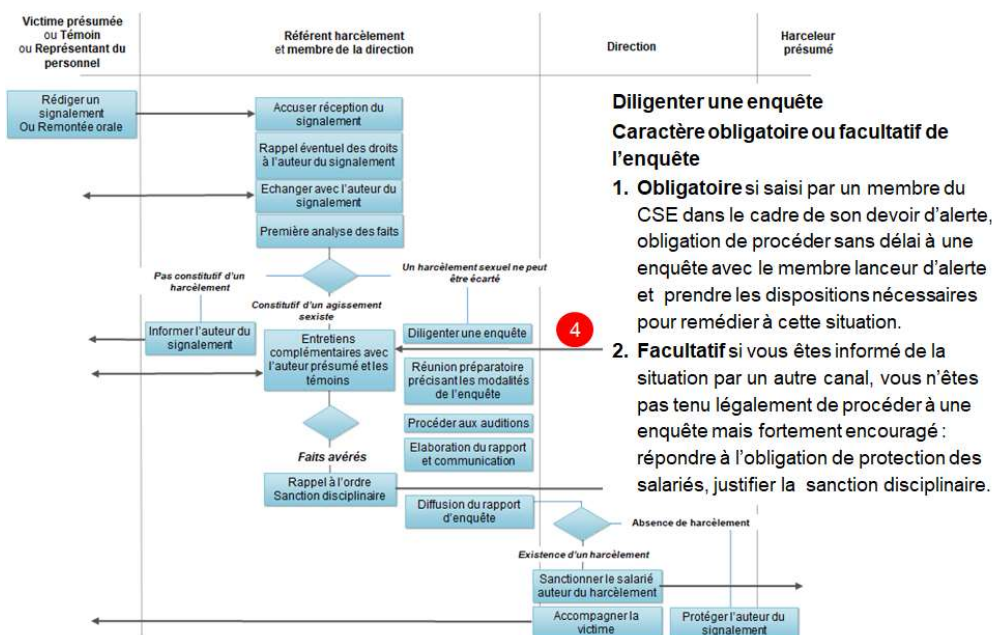 Victime présumée
ou Témoin
ou Représentant du
personnel
Référent harcèlement
et membre de la direction
Direction
Harceleur
présumé
Rédiger un
signalement
Ou Remontée orale
Accuser réception du
signalement
Rappel éventuel des droits
à l'auteur du signalement
Echanger avec l'auteur du
signalement
Première analyse des faits
Pas constitutif d'un
harcèlement
Un harcèlement sexuel ne peut
être écarté
Constitutif d'un agissement
sexiste
Informer l'auteur du
signalement
Entretiens
complémentaires avec
l'auteur présumé et les
témoins
Diligenter une enquête
4
Réunion préparatoire
précisant les modalités
de l'enquête
Procéder aux auditions
Elaboration du rapport
et communication
Faits avérés
Rappel à l'ordre
Sanction disciplinaire
Diffusion du rapport
d'enquête
Absence de harcèlement
Existence d'un harcèlement
Sanctionner le salarié
auteur du harcèlement
Accompagner la
victime
Protéger l'auteur du
signalement
Diligenter une enquête
Caractère obligatoire ou facultatif de
l'enquête
1. Obligatoire si saisi par un membre du
CSE dans le cadre de son devoir d'alerte,
obligation de procéder sans délai à une
enquête avec le membre lanceur d'alerte
et prendre les dispositions nécessaires
pour remédier à cette situation.
2. Facultatif si vous êtes informé de la
situation par un autre canal, vous n'êtes
pas tenu légalement de procéder à une
enquête mais fortement encouragé :
répondre à l'obligation de protection des
salariés, justifier la sanction disciplinaire.